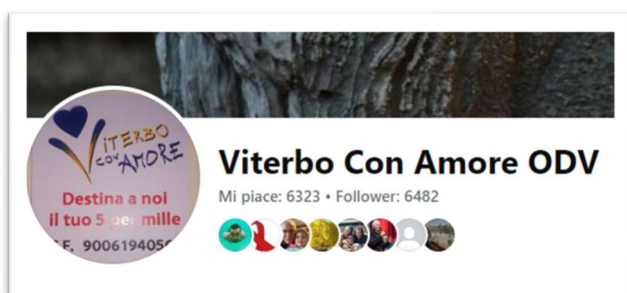 VITERBO
CON AMORE
Destina a noi
il tuo 5 per mille
Viterbo Con Amore ODV
Mi piace: 6323 • Follower: 6482